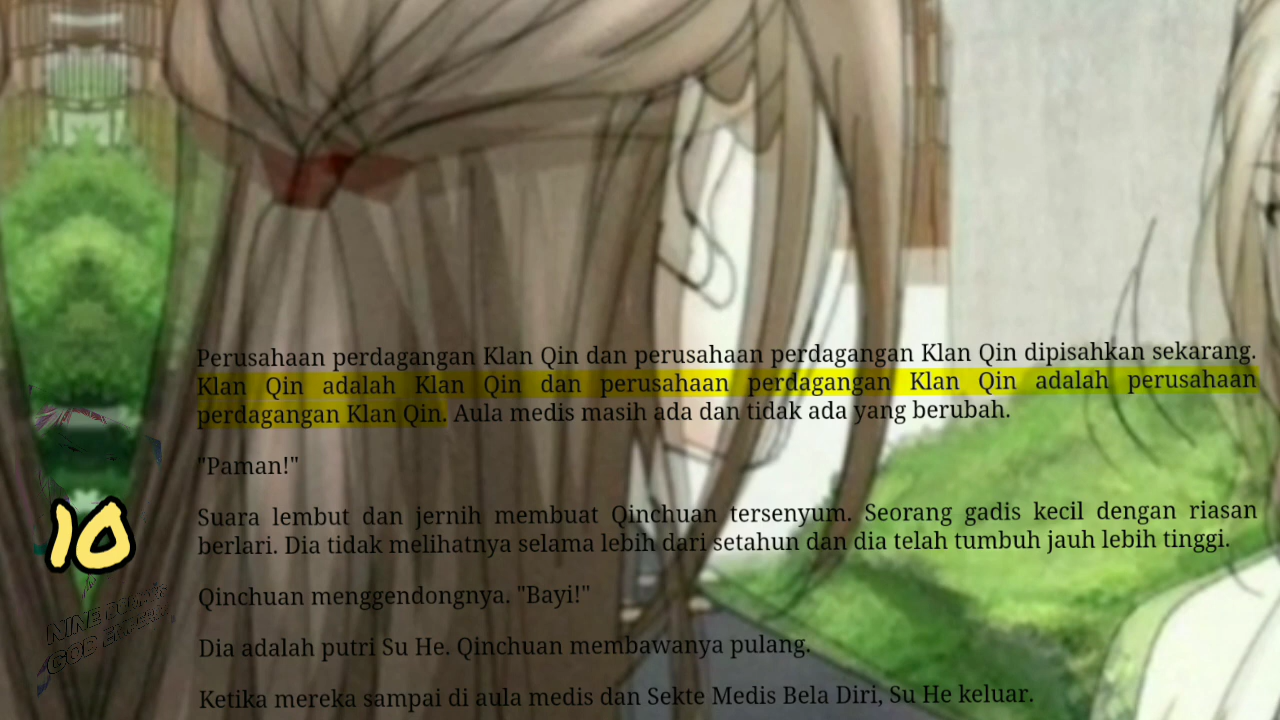 Perusahaan perdagangan Klan Qin dan perusahaan perdagangan Klan Qin dipisahkan sekarang.
Klan Qin adalah Klan Qin dan perusahaan perdagangan Klan Qin adalah perusahaan
perdagangan Klan Qin. Aula medis masih ada dan tidak ada yang berubah.
"Paman!"
Suara lembut dan jernih membuat Qinchuan tersenyum. Seorang gadis kecil dengan riasan
berlari. Dia tidak melihatnya selama lebih dari setahun dan dia telah tumbuh jauh lebih tinggi.
10
Qinchuan menggendongnya. "Bayi!"
Dia adalah putri Su He. Qinchuan membawanya pulang.
Ketika mereka sampai di aula medis dan Sekte Medis Bela Diri, Su He keluar.